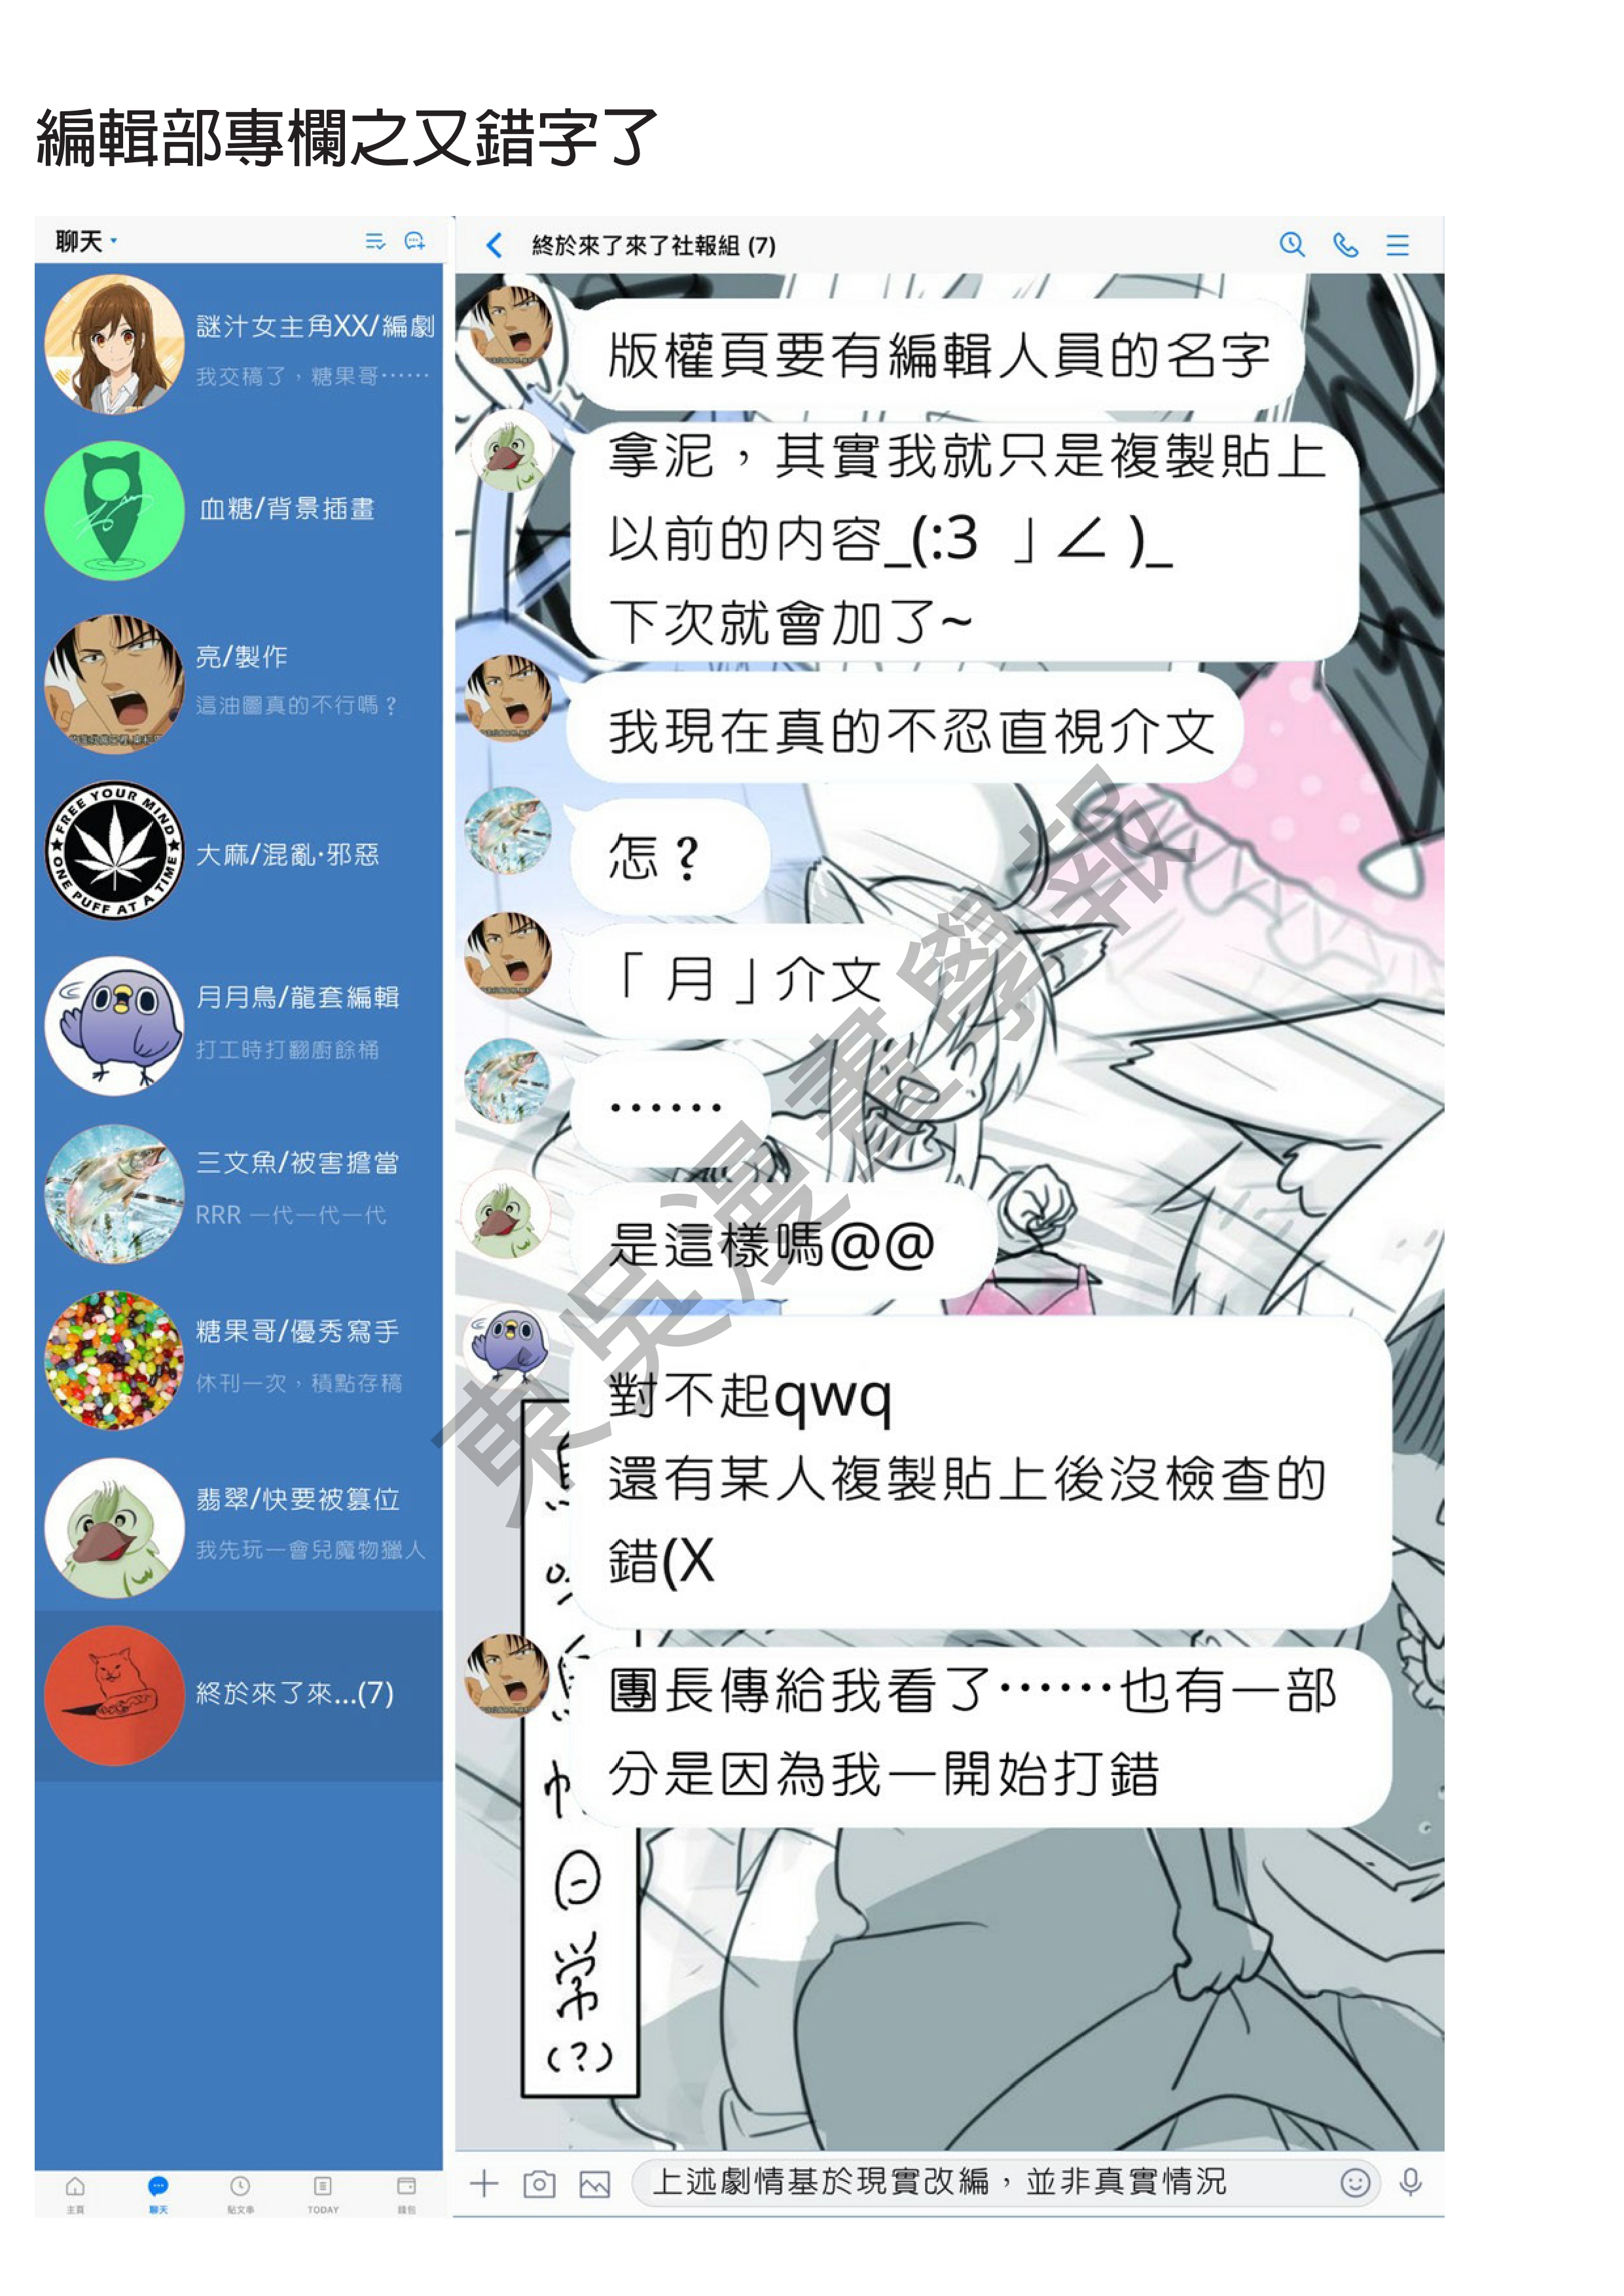 編輯部專欄之又錯字了
聊天
謎汁女主角XX/編劇
我交稿了，糖果哥……
血糖/背景插畫
亮/製作
這油圖真的不行嗎？
FREE YOUR MIND
ONE PUFF AT A TIME
大麻/混亂·邪惡
月月鳥/龍套編輯
打工時打翻廚餘桶
三文魚/被害擔當
RRR 一代一代一代
糖果哥/優秀寫手
休刊一次，積點存稿
翡翠/快要被篡位
我先玩一會兒魔物獵人
終於來了來...(7)
主頁
聊天
貼文串
TODAY
錢包
終於來了來了社報組 (7)
版權頁要有編輯人員的名字
拿泥，其實我就只是複製貼上
以前的內容_(:3 」∠ )_
下次就會加了~
我現在真的不忍直視介文
怎？
「月」介文
……
是這樣嗎@@
對不起qwq
還有某人複製貼上後沒檢查的
錯(X
團長傳給我看了……也有一部
分是因為我一開始打錯
日常(?)
上述劇情基於現實改編，並非真實情況
東吳漫畫學報